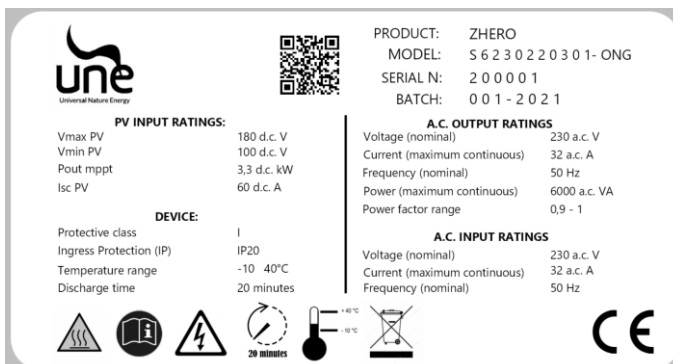 une
Universal Nature Energy
PRODUCT: ZHERO
MODEL: S 6 2 3 0 2 2 0 3 0 1- ONG
SERIAL N: 2 0 0 0 0 1
BATCH: 0 0 1 - 2 0 2 1
PV INPUT RATINGS:
Vmax PV 180 d.c. V
Vmin PV 100 d.c. V
Pout mppt 3,3 d.c. kW
Isc PV 60 d.c. A
DEVICE:
Protective class I
Ingress Protection (IP) IP20
Temperature range -10 40°C
Discharge time 20 minutes
A.C. OUTPUT RATINGS
Voltage (nominal) 230 a.c. V
Current (maximum continuous) 32 a.c. A
Frequency (nominal) 50 Hz
Power (maximum continuous) 6000 a.c. VA
Power factor range 0,9 - 1
A.C. INPUT RATINGS
Voltage (nominal) 230 a.c. V
Current (maximum continuous) 32 a.c. A
Frequency (nominal) 50 Hz
20 minutes
+ 40 °C
- 10 °C
CE